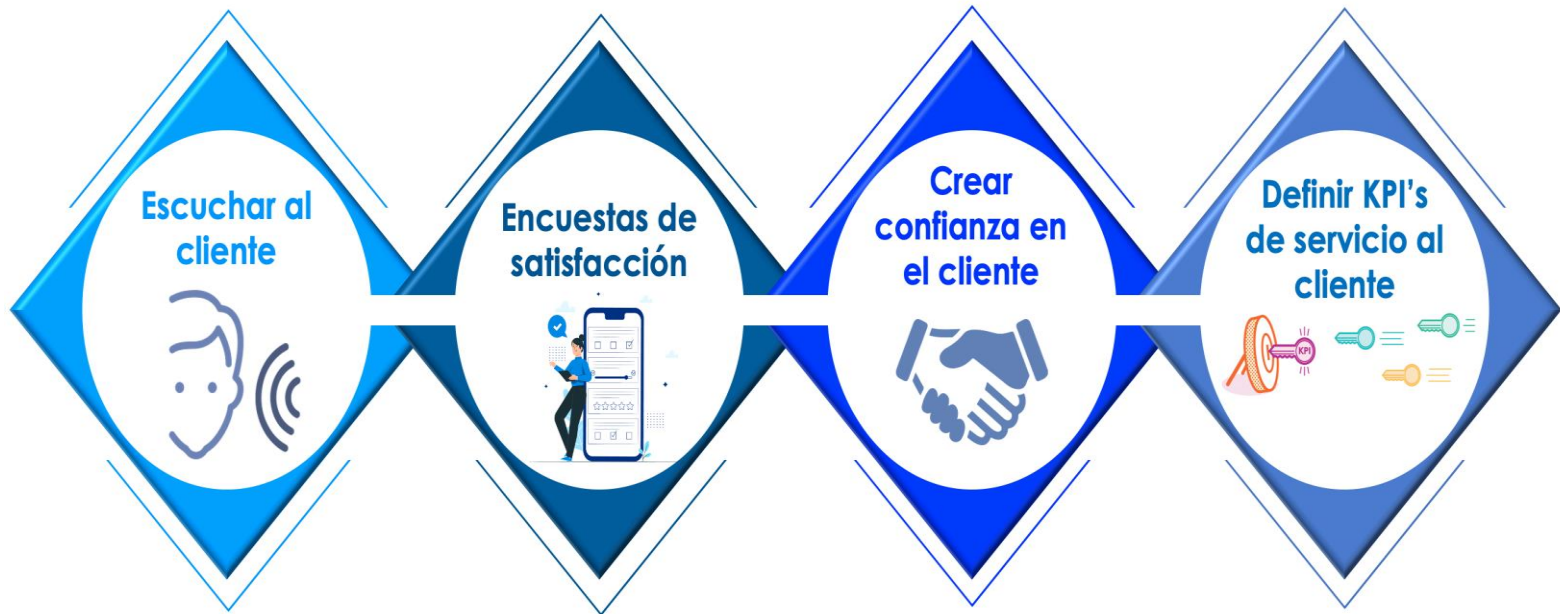 Escuchar al
cliente
Encuestas de
satisfacción
Crear
confianza en
el cliente
Definir KPI's
de servicio al
cliente
KPI